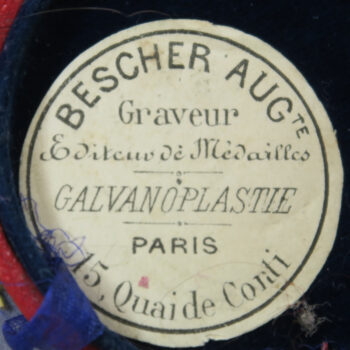 BESCHER AUGTE
Graveur
Editeur de Médailles
GALVANOPLASTIE
PARIS
15, Quai de Conti